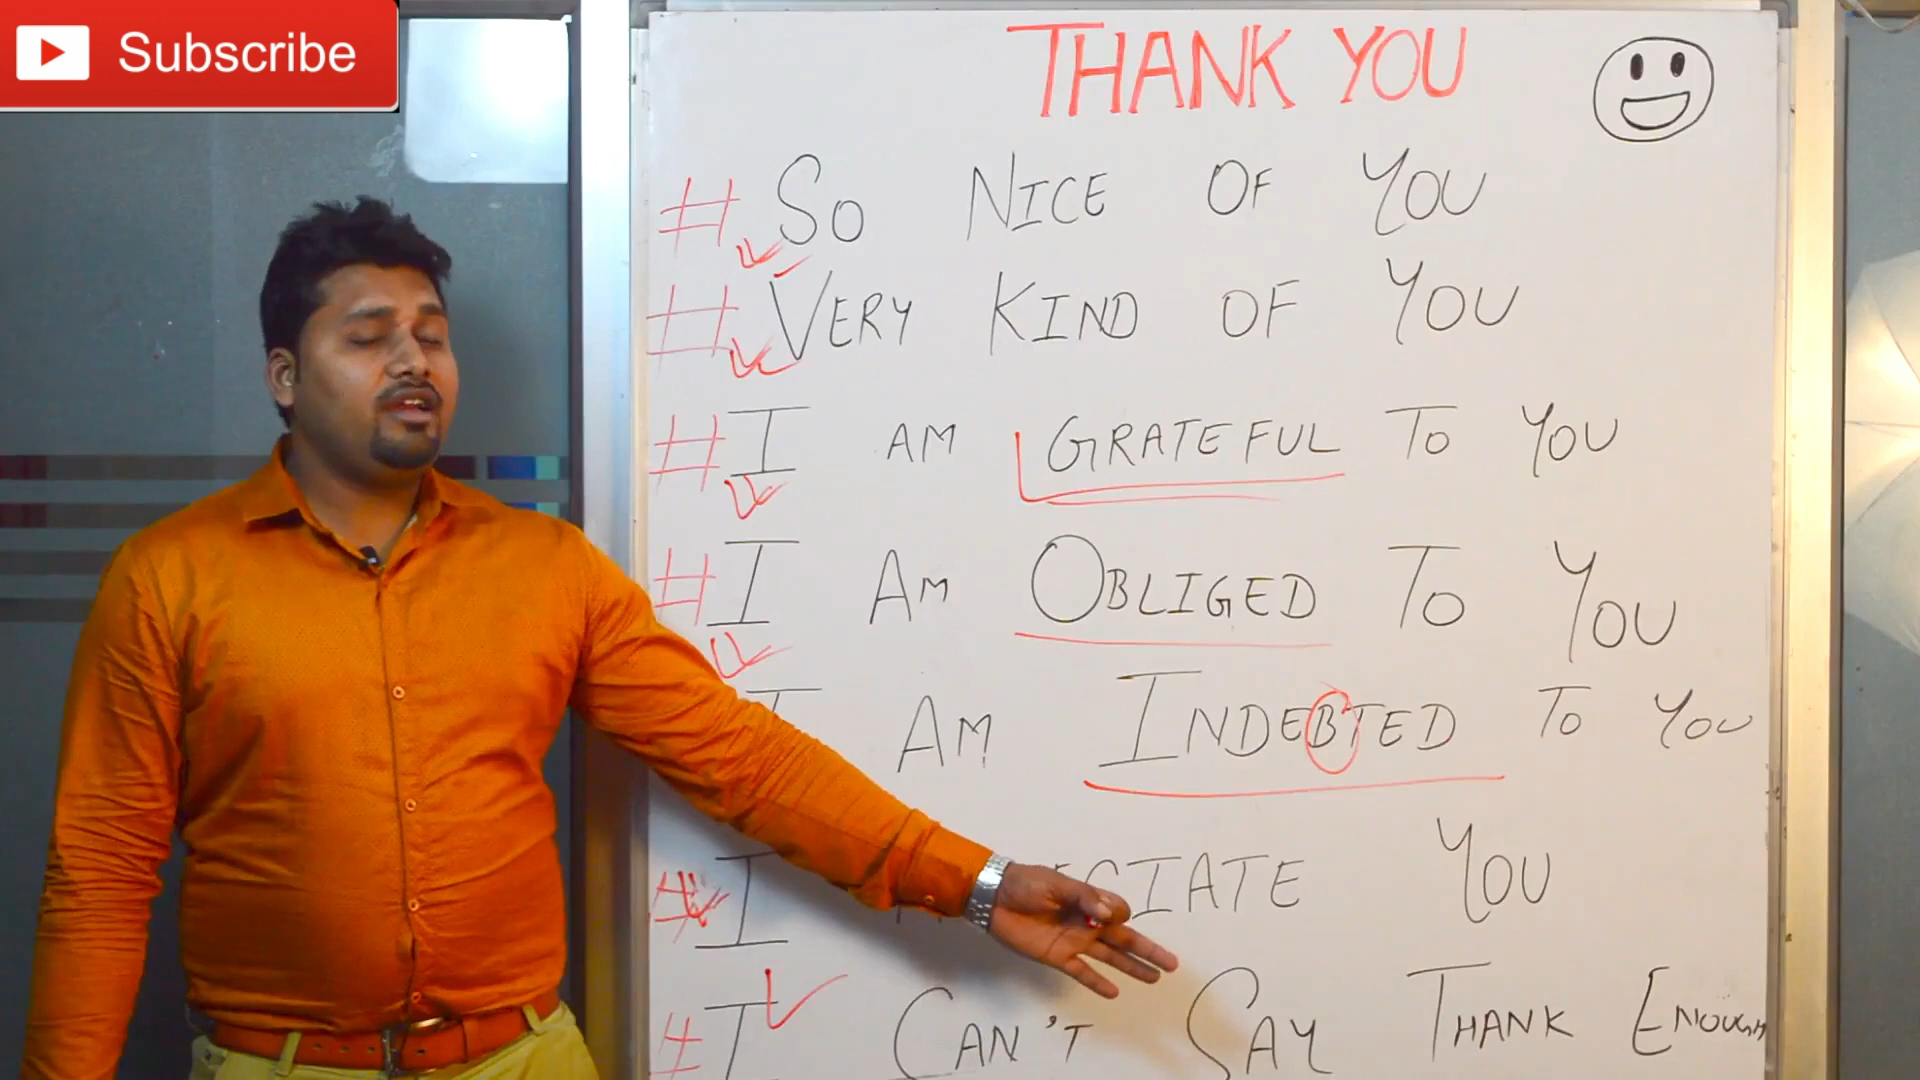 Subscribe
THANK YOU
# SO NICE OF YOU
# VERY KIND OF YOU
# I AM GRATEFUL TO YOU
# I AM OBLIGED TO YOU
I AM INDEBTED TO YOU
# I YOU
# I CAN'T SAY THANK ENOUGH